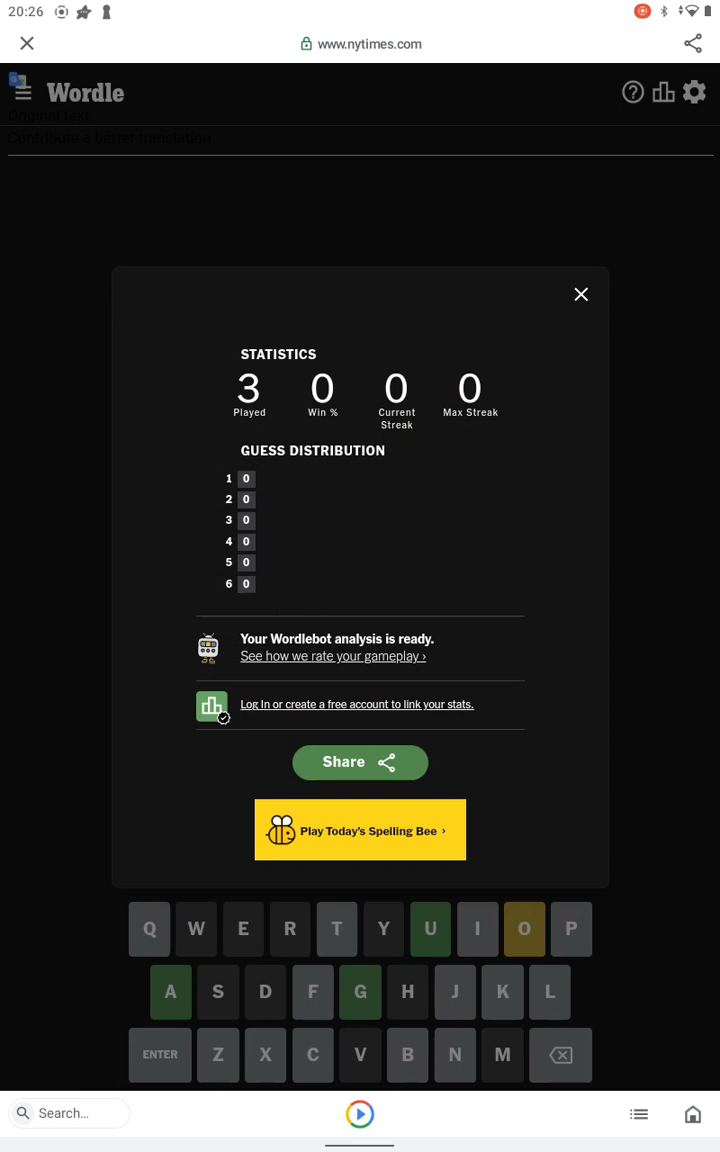 20:26
www.nytimes.com
Wordle
Original text
Contribute a better translation
STATISTICS
3 0 0 0
Played Win % Current Streak Max Streak
GUESS DISTRIBUTION
1 0
2 0
3 0
4 0
5 0
6 0
Your Wordlebot analysis is ready.
See how we rate your gameplay ›
Log In or create a free account to link your stats.
Share
Play Today's Spelling Bee ›
Q W E R T Y U I O P
A S D F G H J K L
ENTER Z X C V B N M
Search...